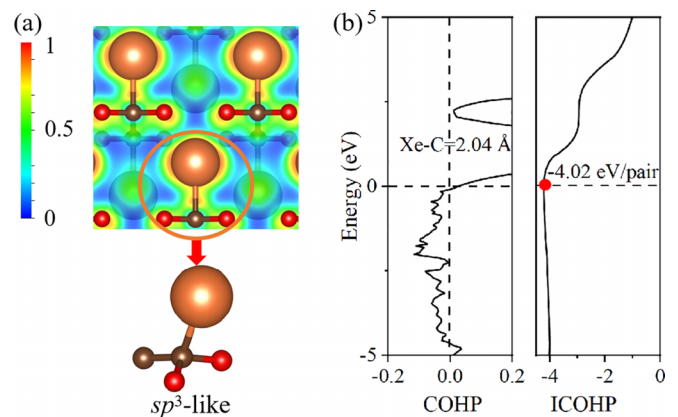 (a)
1
0.5
0
sp³-like
(b)
Energy (eV)
5
0
-5
Xe-C=2.04 Å
-0.2 0.0 0.2
COHP
-4.02 eV/pair
-4 -2 0
ICOHP